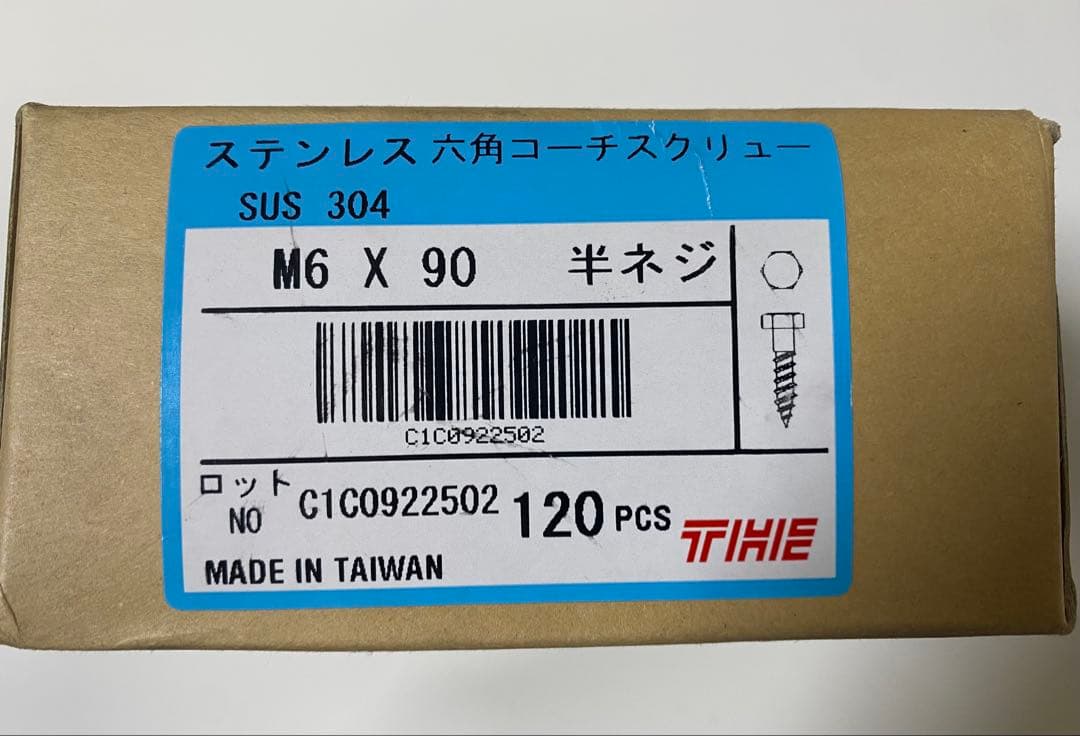 ステンレス 六角コーチスクリュー
SUS 304
M6 X 90 半ネジ
C1C0922502
ロット
NO C1C0922502 120 PCS
THE
MADE IN TAIWAN